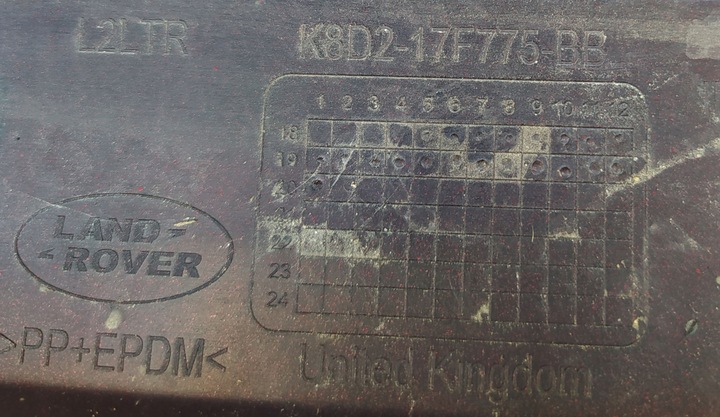 L2LTR K8D2-17F775-BB
1 2 3 4 5 6 7 8 9 10 11 12
18
19
20
21
22
23
24
LAND
ROVER
>PP+EPDM<
United Kingdom